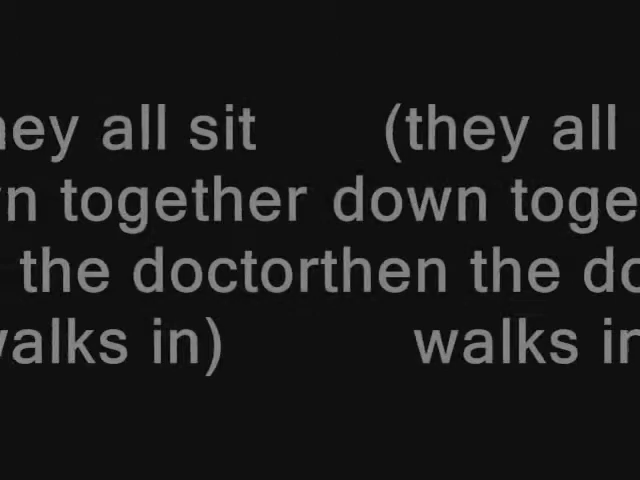 hey all sit (they all
n together down toge
the doctorthen the do
walks in) walks in